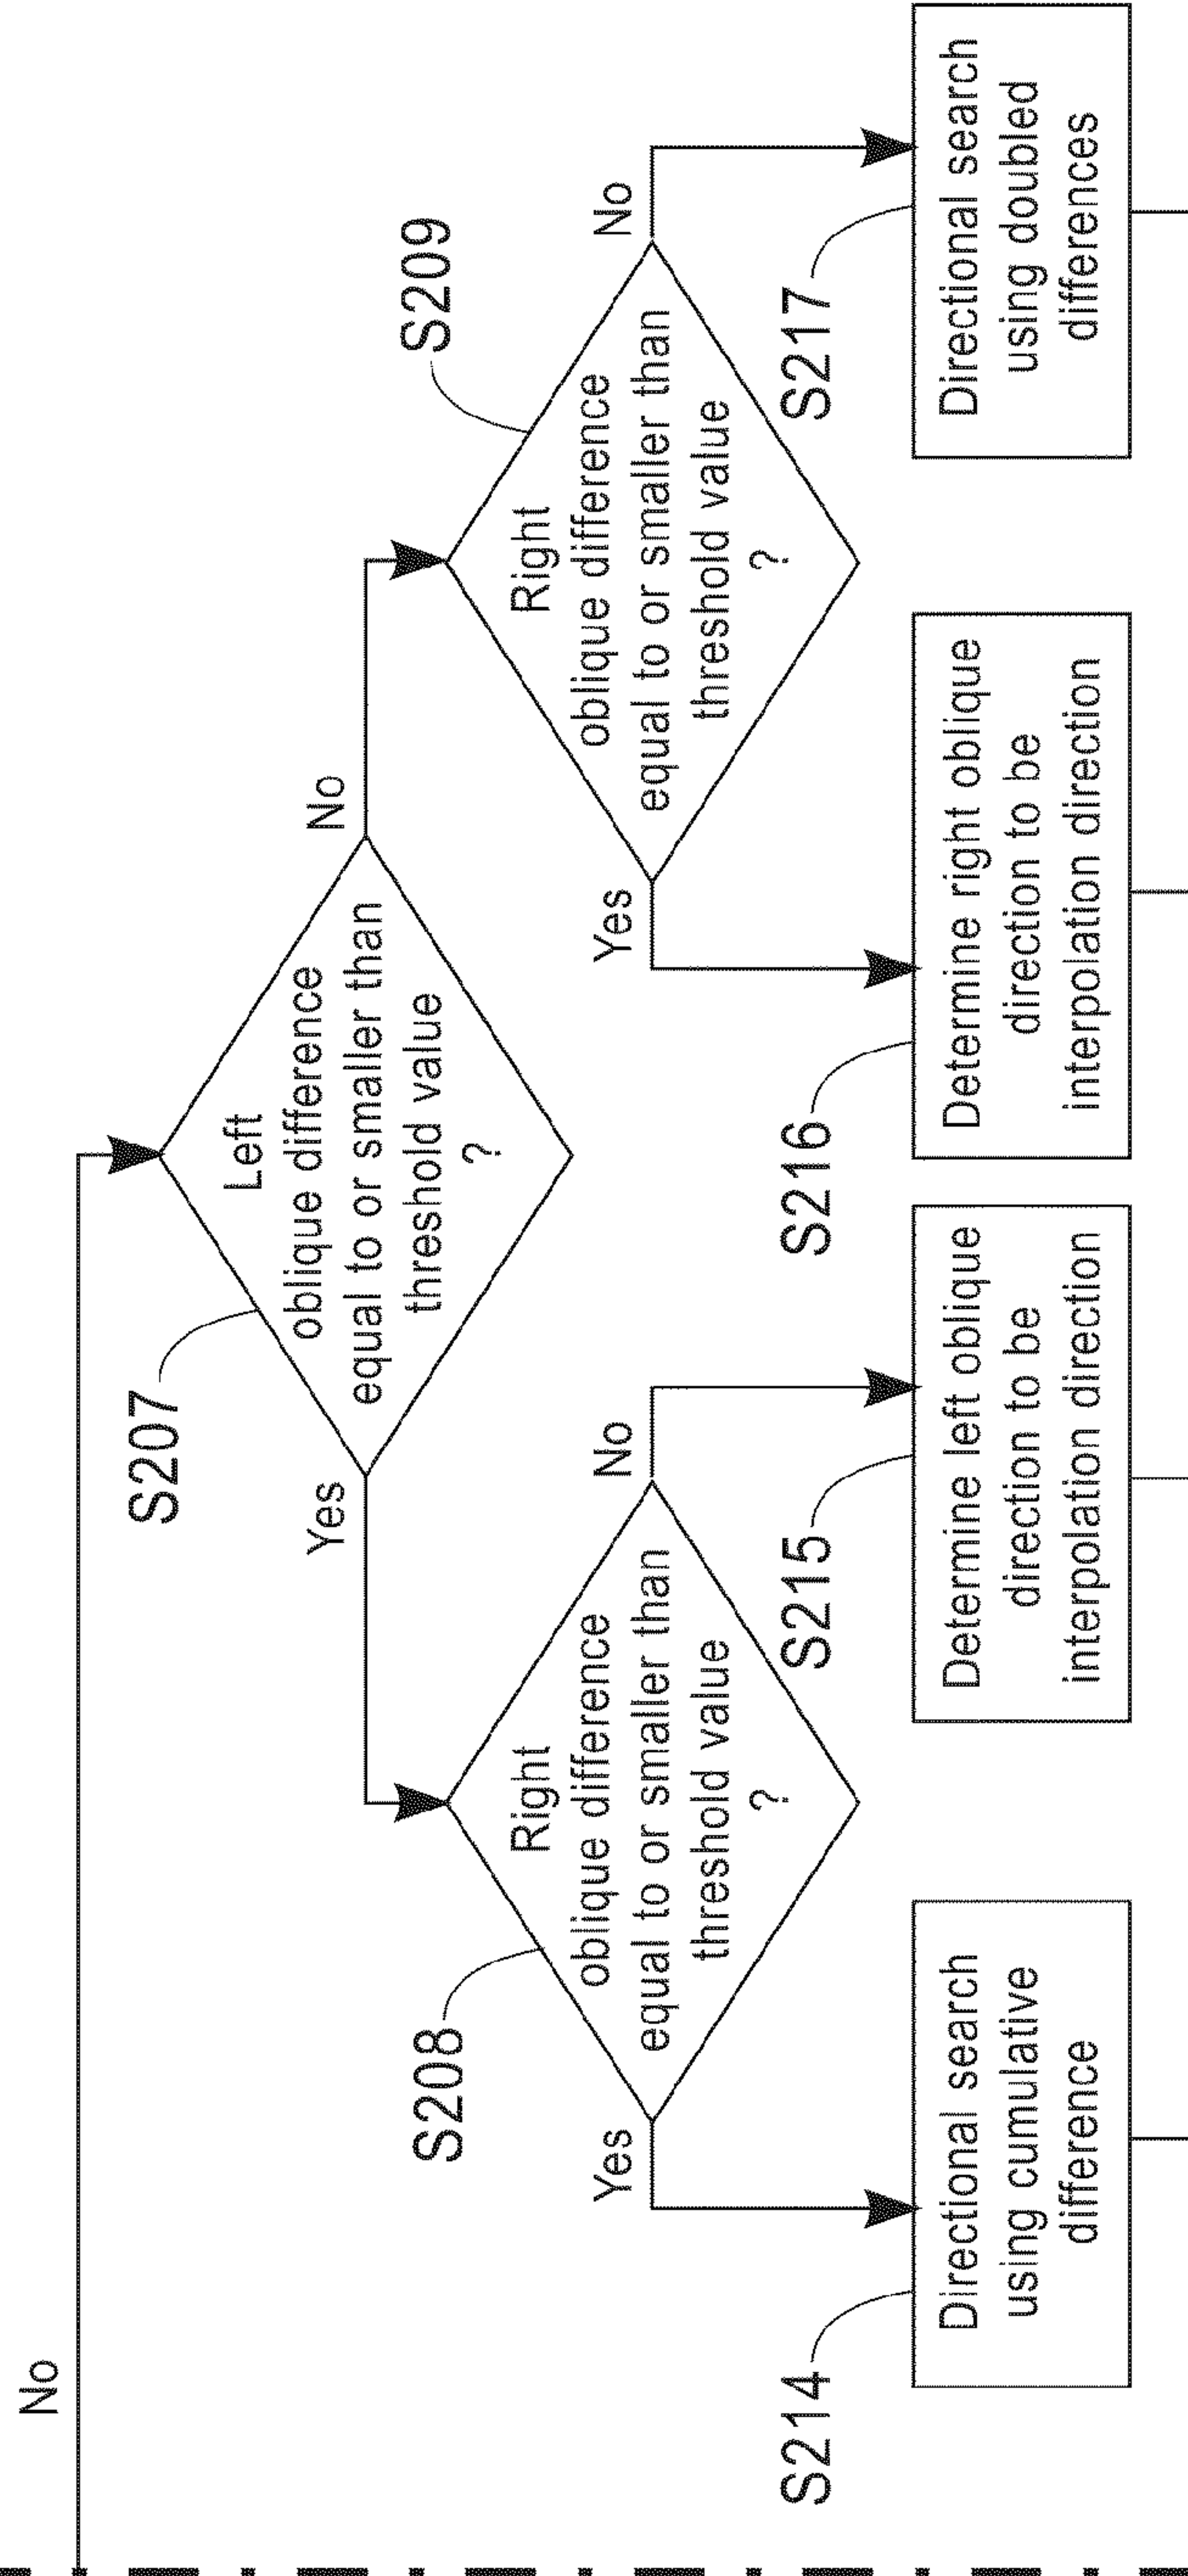 No
S207
Left
oblique difference
equal to or smaller than
threshold value
?
Yes
No
S208
Right
oblique difference
equal to or smaller than
threshold value
?
Yes
No
S209
Right
oblique difference
equal to or smaller than
threshold value
?
Yes
No
S214
Directional search
using cumulative
difference
S215
Determine left oblique
direction to be
interpolation direction
S216
Determine right oblique
direction to be
interpolation direction
S217
Directional search
using doubled
differences